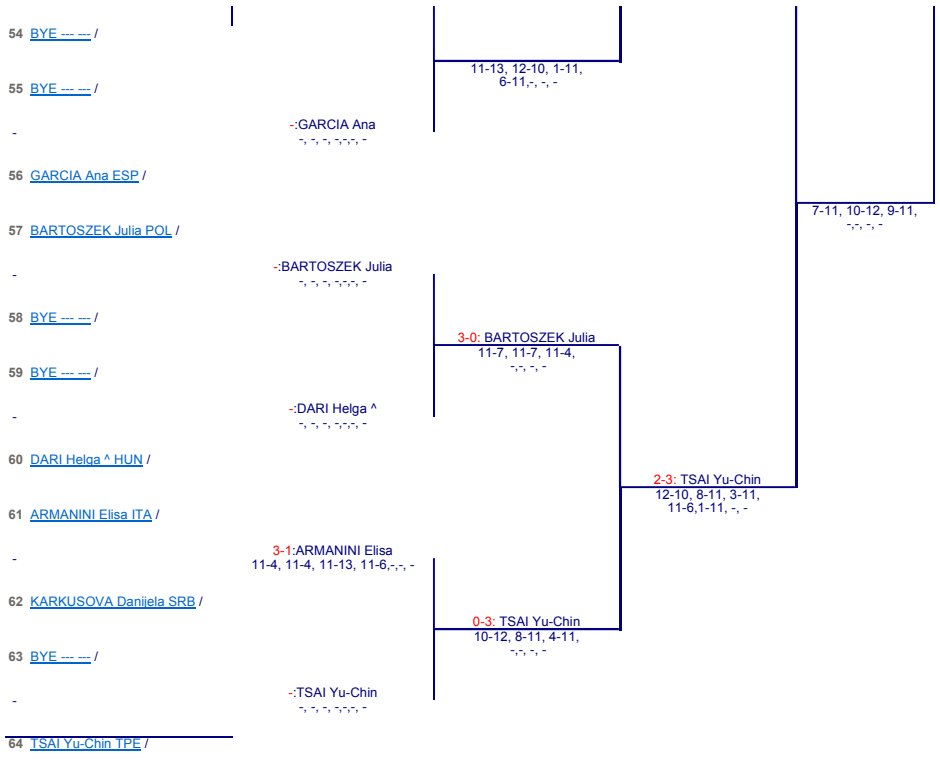 54 BYE --- --- /
11-13, 12-10, 1-11,
6-11,-, -, -
55 BYE --- --- /
-
-:GARCIA Ana
-, -, -, -,-,-, -
56 GARCIA Ana ESP /
7-11, 10-12, 9-11,
-,-, -, -
57 BARTOSZEK Julia POL /
-
-:BARTOSZEK Julia
-, -, -, -,-,-, -
58 BYE --- --- /
3-0: BARTOSZEK Julia
11-7, 11-7, 11-4,
-,-, -, -
59 BYE --- --- /
-
-:DARI Helga ^
-, -, -, -,-,-, -
60 DARI Helga ^ HUN /
2-3: TSAI Yu-Chin
12-10, 8-11, 3-11,
11-6,1-11, -, -
61 ARMANINI Elisa ITA /
-
3-1:ARMANINI Elisa
11-4, 11-4, 11-13, 11-6,-,-, -
62 KARKUSOVA Danijela SRB /
0-3: TSAI Yu-Chin
10-12, 8-11, 4-11,
-,-, -, -
63 BYE --- --- /
-
-:TSAI Yu-Chin
-, -, -, -,-,-, -
64 TSAI Yu-Chin TPE /